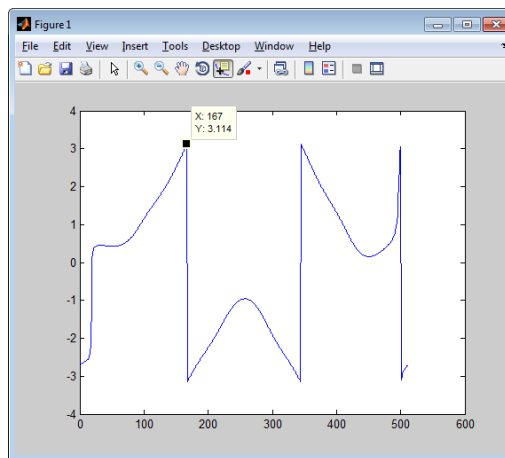 Figure 1
File Edit View Insert Tools Desktop Window Help
X: 167
Y: 3.114
4
3
2
1
0
-1
-2
-3
-4
0 100 200 300 400 500 600